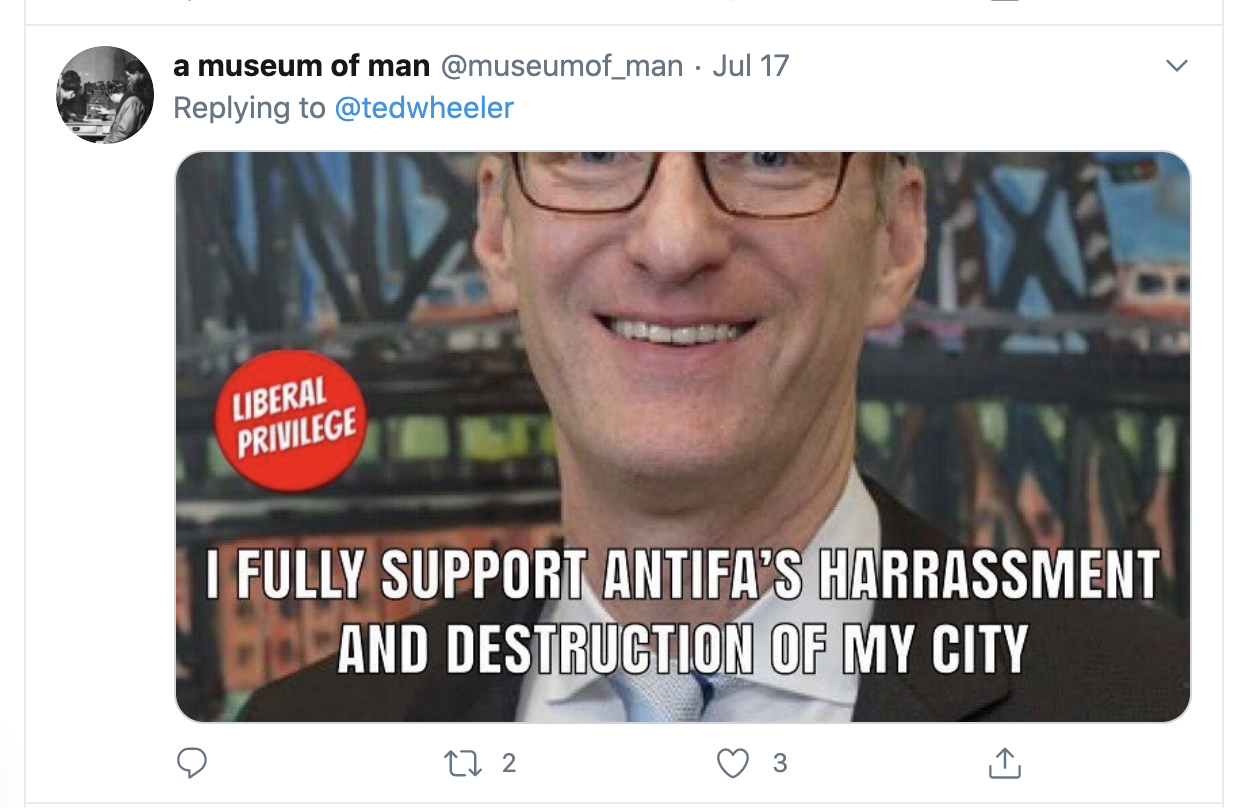 a museum of man @museumof_man · Jul 17
Replying to @tedwheeler
LIBERAL
PRIVILEGE
I FULLY SUPPORT ANTIFA'S HARRASSMENT
AND DESTRUCTION OF MY CITY
2 3